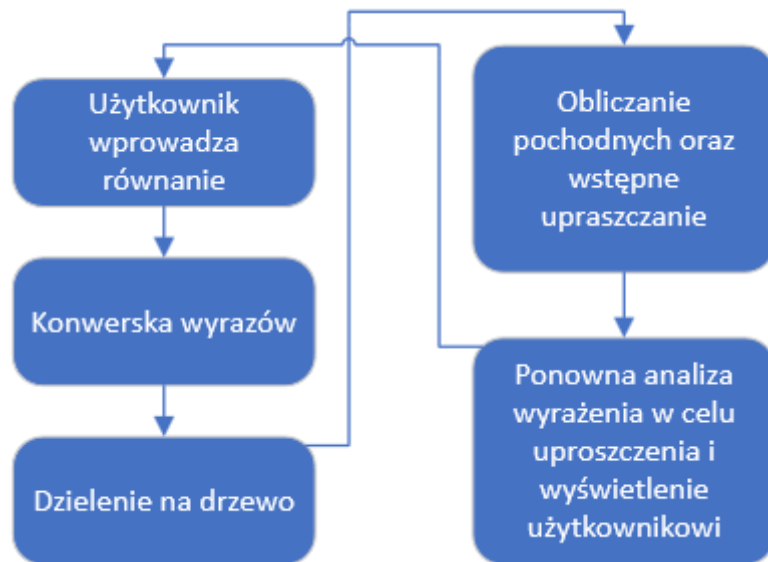 Użytkownik
wprowadza
równanie
Konwerska wyrazów
Dzielenie na drzewo
Obliczanie
pochodnych oraz
wstępne
upraszczanie
Ponowna analiza
wyrażenia w celu
uproszczenia i
wyświetlenie
użytkownikowi